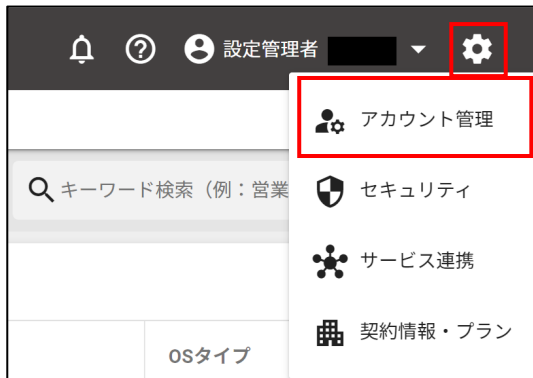 設定管理者
アカウント管理
キーワード検索（例：営業
セキュリティ
サービス連携
契約情報・プラン
OSタイプ